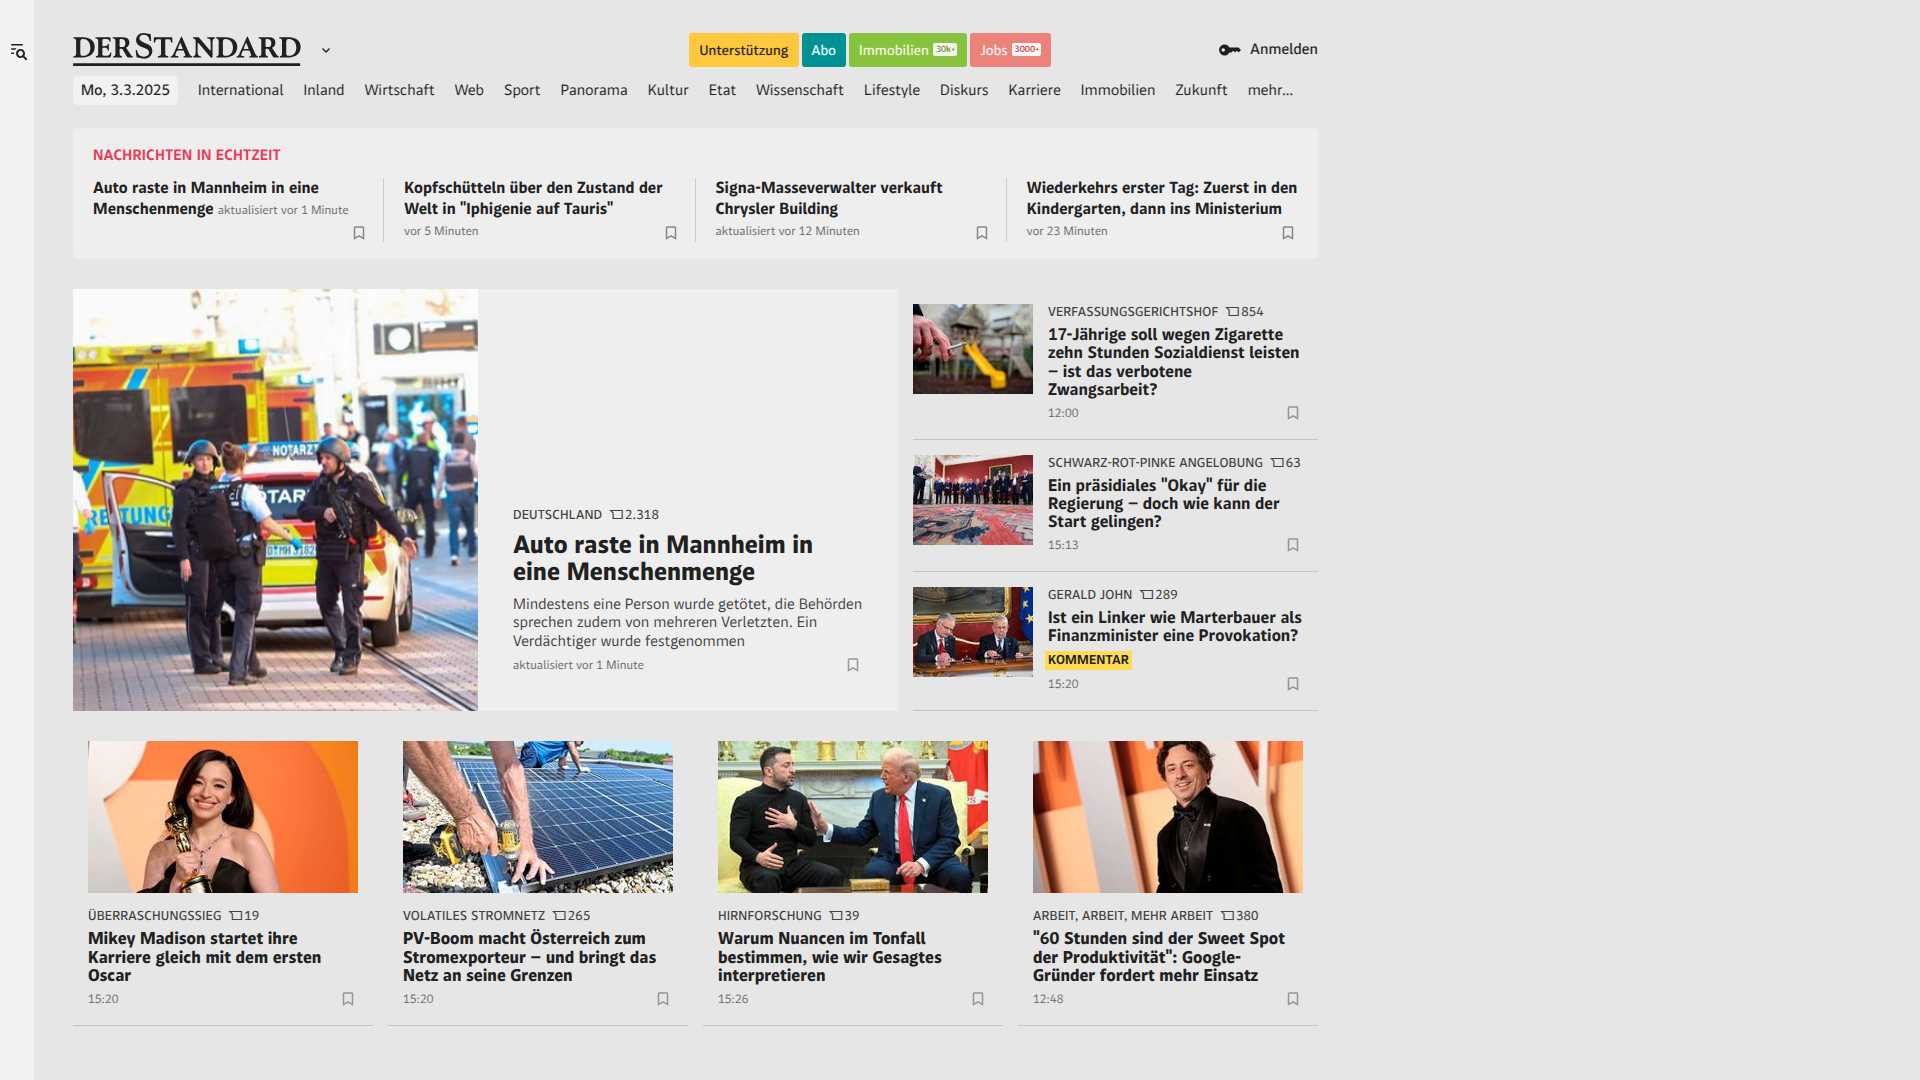 DERSTANDARD
Unterstützung
Abo
Immobilien 30k+
Jobs 3000+
Anmelden
Mo, 3.3.2025
International
Inland
Wirtschaft
Web
Sport
Panorama
Kultur
Etat
Wissenschaft
Lifestyle
Diskurs
Karriere
Immobilien
Zukunft
mehr...
NACHRICHTEN IN ECHTZEIT
Auto raste in Mannheim in eine
Menschenmenge aktualisiert vor 1 Minute
Kopfschütteln über den Zustand der
Welt in "Iphigenie auf Tauris"
vor 5 Minuten
Signa-Masseverwalter verkauft
Chrysler Building
aktualisiert vor 12 Minuten
Wiederkehrs erster Tag: Zuerst in den
Kindergarten, dann ins Ministerium
vor 23 Minuten
NOTARZT
DEUTSCHLAND 2.318
Auto raste in Mannheim in
eine Menschenmenge
Mindestens eine Person wurde getötet, die Behörden
sprechen zudem von mehreren Verletzten. Ein
Verdächtiger wurde festgenommen
aktualisiert vor 1 Minute
VERFASSUNGSGERICHTSHOF 854
17-Jährige soll wegen Zigarette
zehn Stunden Sozialdienst leisten
– ist das verbotene
Zwangsarbeit?
12:00
SCHWARZ-ROT-PINKE ANGELOBUNG 63
Ein präsidiales "Okay" für die
Regierung – doch wie kann der
Start gelingen?
15:13
GERALD JOHN 289
Ist ein Linker wie Marterbauer als
Finanzminister eine Provokation?
KOMMENTAR
15:20
ÜBERRASCHUNGSSIEG 19
Mikey Madison startet ihre
Karriere gleich mit dem ersten
Oscar
15:20
VOLATILES STROMNETZ 265
PV-Boom macht Österreich zum
Stromexporteur – und bringt das
Netz an seine Grenzen
15:20
HIRNFORSCHUNG 39
Warum Nuancen im Tonfall
bestimmen, wie wir Gesagtes
interpretieren
15:26
ARBEIT, ARBEIT, MEHR ARBEIT 380
"60 Stunden sind der Sweet Spot
der Produktivität": Google-
Gründer fordert mehr Einsatz
12:48